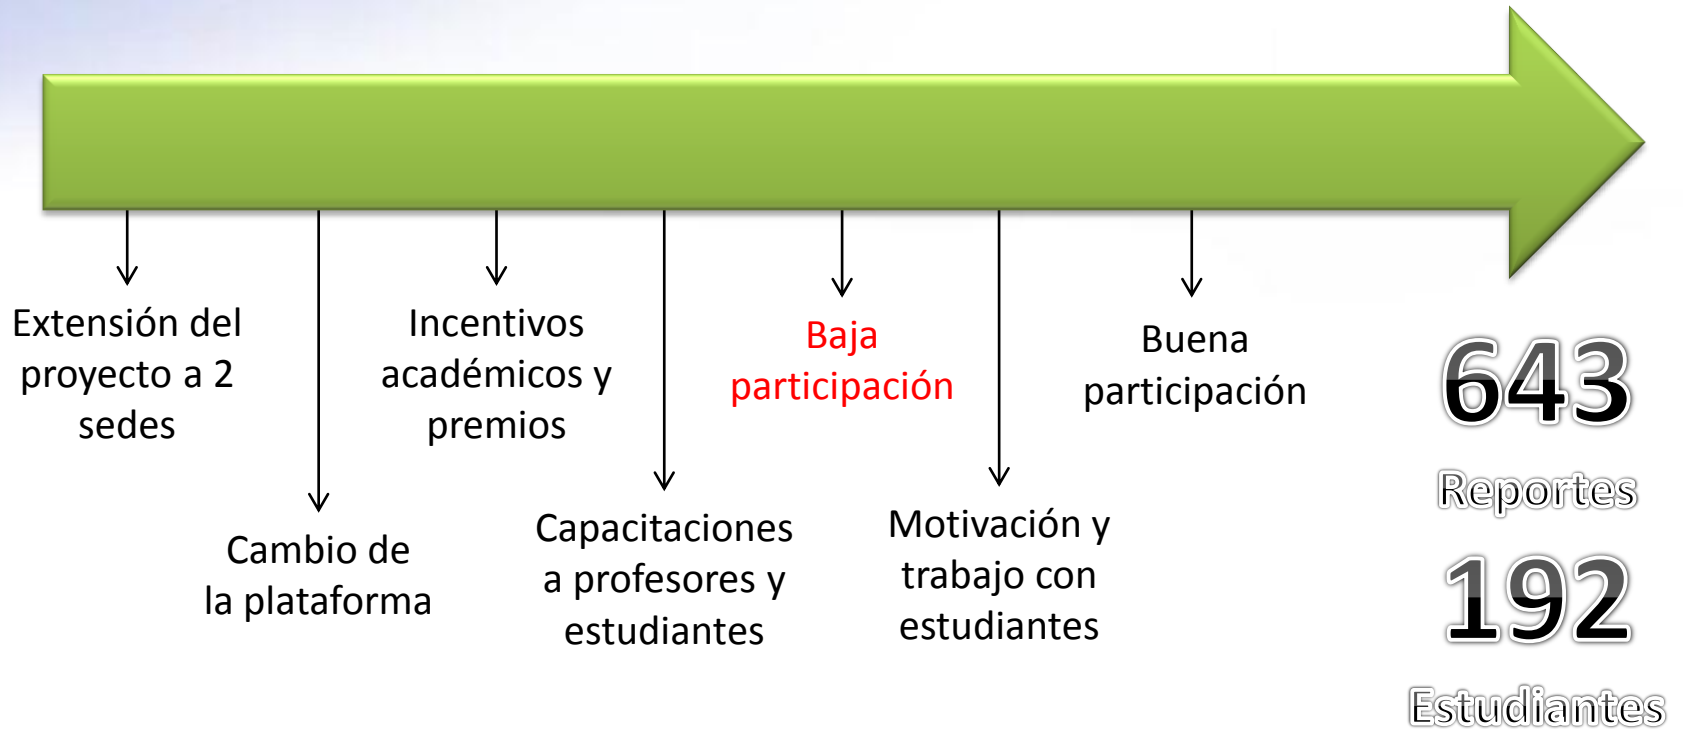 Extensión del
proyecto a 2
sedes
Cambio de
la plataforma
Incentivos
académicos y
premios
Capacitaciones
a profesores y
estudiantes
Baja
participación
Motivación y
trabajo con
estudiantes
Buena
participación
643
Reportes
192
Estudiantes